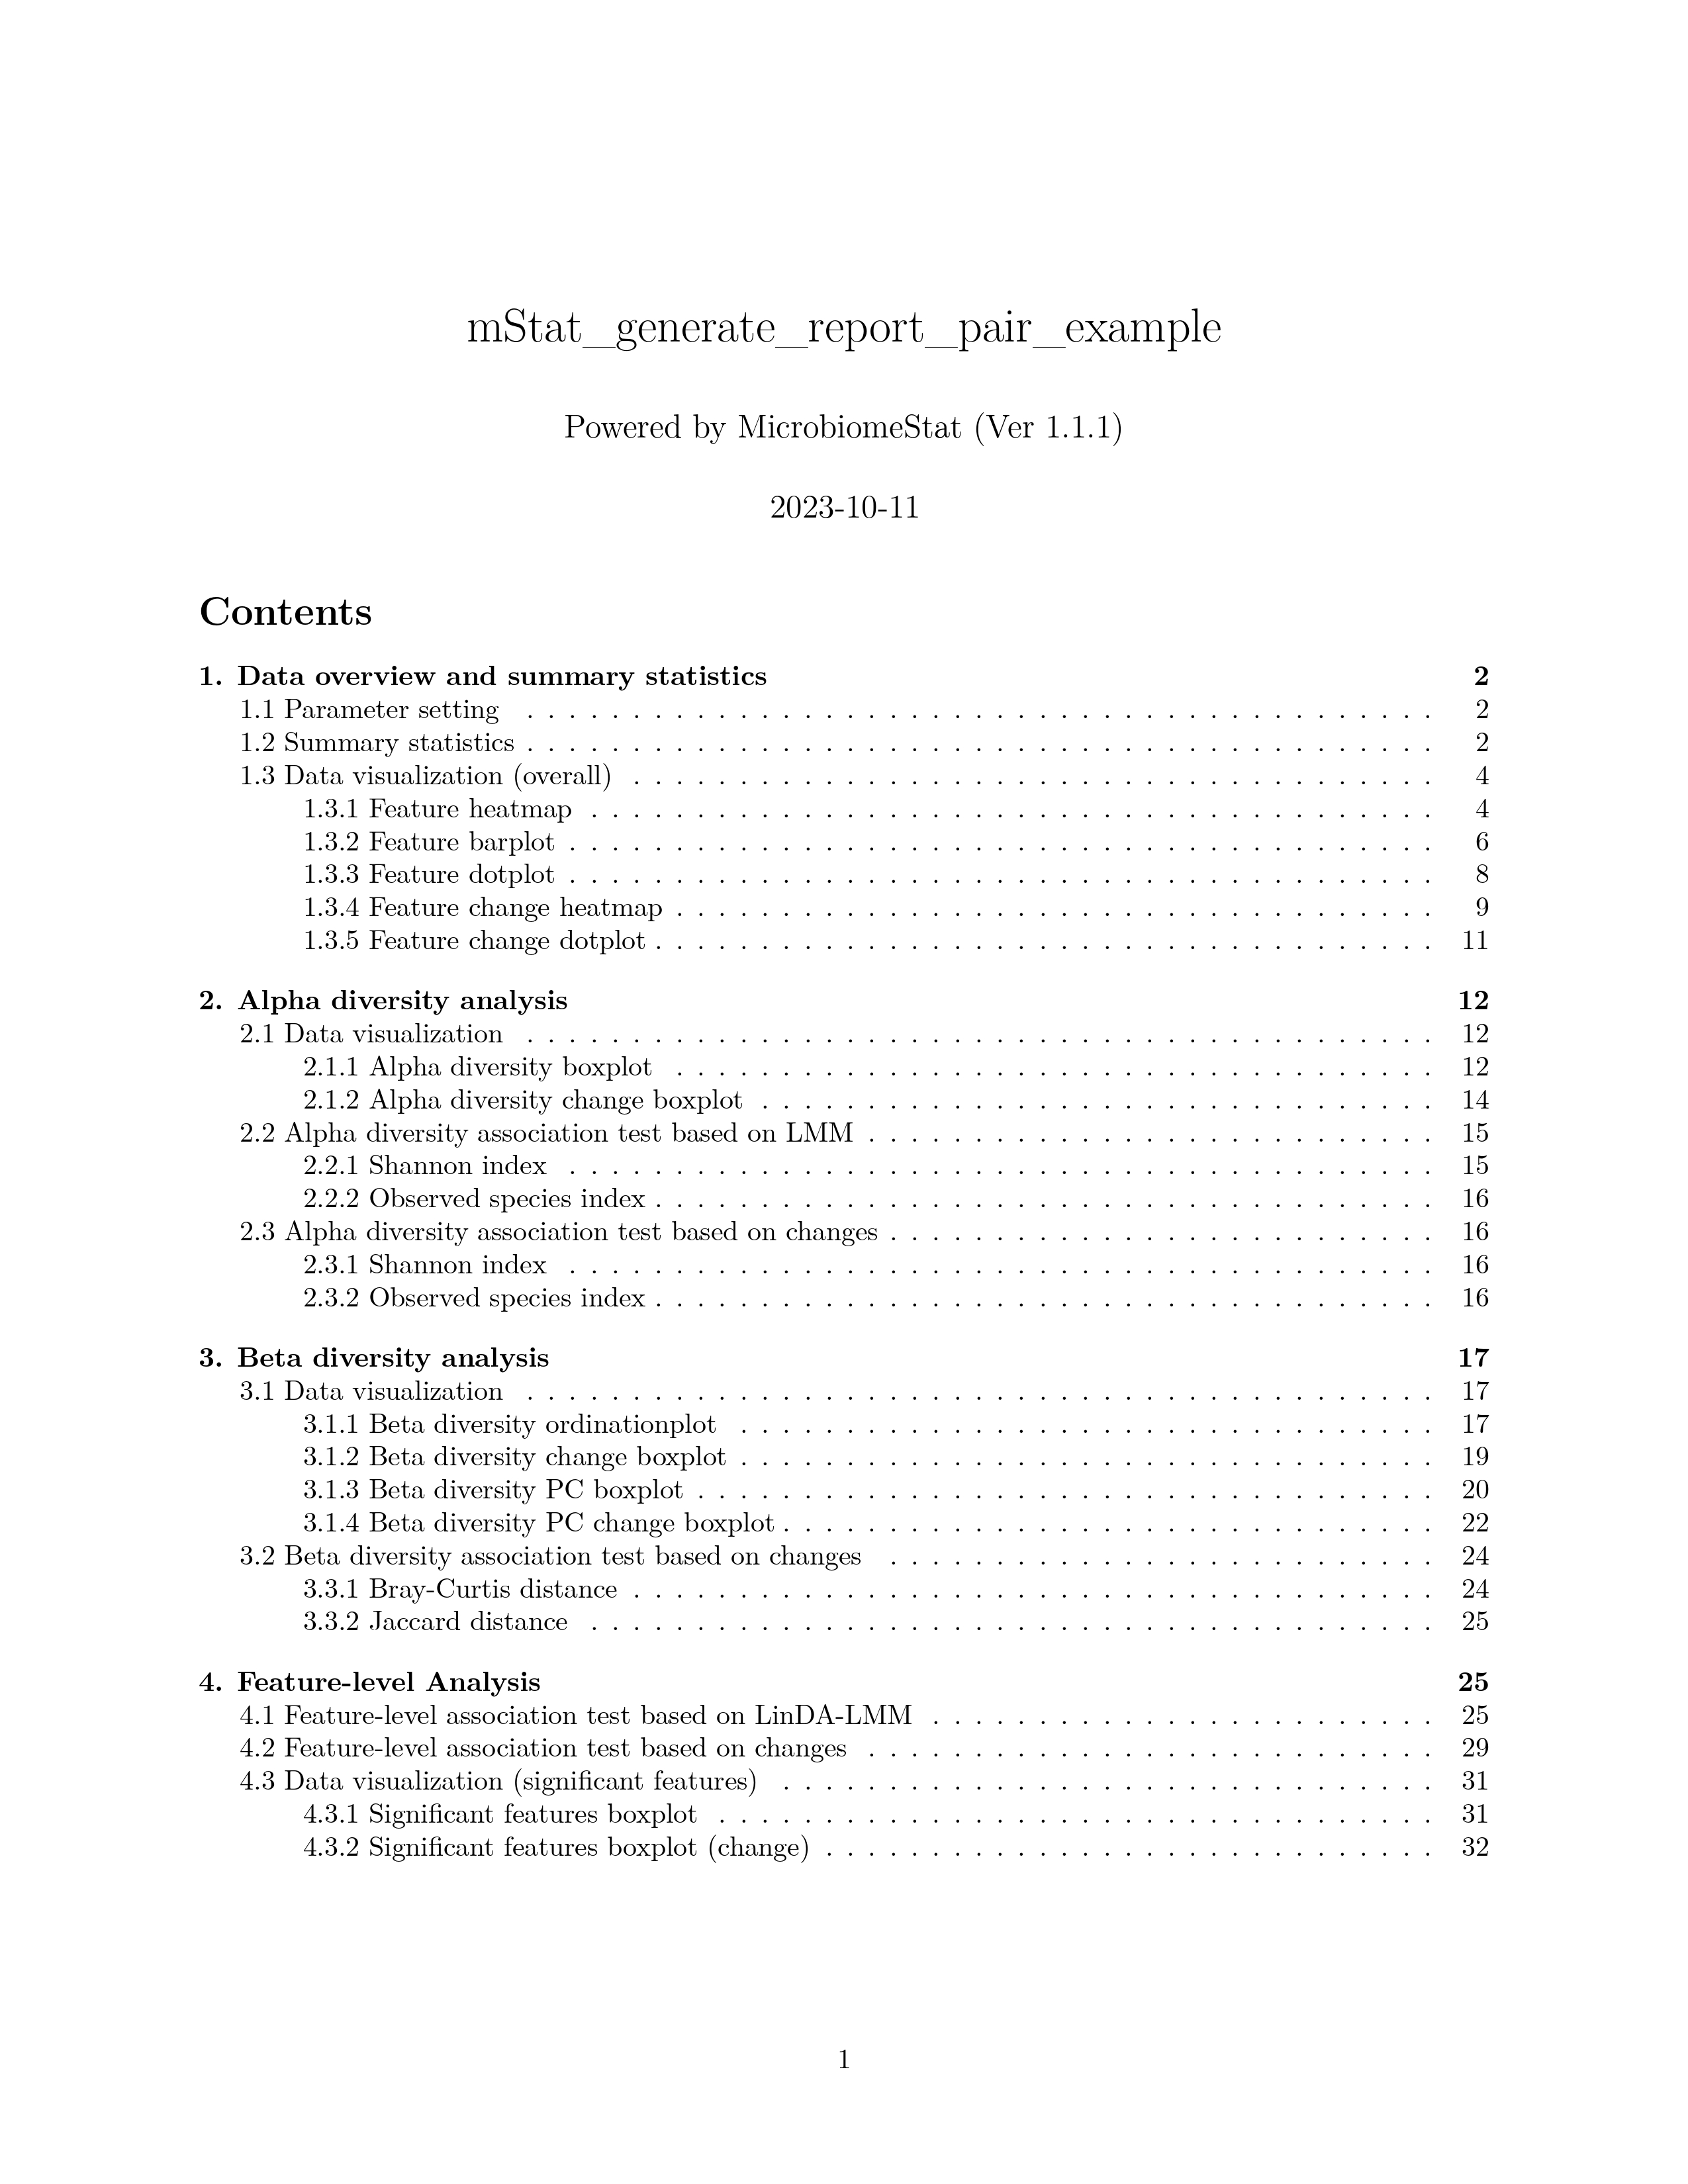 mStat_generate_report_pair_example
Powered by MicrobiomeStat (Ver 1.1.1)
2023-10-11
Contents
1. Data overview and summary statistics 2
1.1 Parameter setting . . . . . . . . . . . . . . . . . . . . . . . . . . . . . . . . . . . . . . . . . . . 2
1.2 Summary statistics . . . . . . . . . . . . . . . . . . . . . . . . . . . . . . . . . . . . . . . . . . . 2
1.3 Data visualization (overall) . . . . . . . . . . . . . . . . . . . . . . . . . . . . . . . . . . . . . . 4
1.3.1 Feature heatmap . . . . . . . . . . . . . . . . . . . . . . . . . . . . . . . . . . . . . . . . 4
1.3.2 Feature barplot . . . . . . . . . . . . . . . . . . . . . . . . . . . . . . . . . . . . . . . . . 6
1.3.3 Feature dotplot . . . . . . . . . . . . . . . . . . . . . . . . . . . . . . . . . . . . . . . . . 8
1.3.4 Feature change heatmap . . . . . . . . . . . . . . . . . . . . . . . . . . . . . . . . . . . . 9
1.3.5 Feature change dotplot . . . . . . . . . . . . . . . . . . . . . . . . . . . . . . . . . . . . . 11
2. Alpha diversity analysis 12
2.1 Data visualization . . . . . . . . . . . . . . . . . . . . . . . . . . . . . . . . . . . . . . . . . . . 12
2.1.1 Alpha diversity boxplot . . . . . . . . . . . . . . . . . . . . . . . . . . . . . . . . . . . . 12
2.1.2 Alpha diversity change boxplot . . . . . . . . . . . . . . . . . . . . . . . . . . . . . . . . 14
2.2 Alpha diversity association test based on LMM . . . . . . . . . . . . . . . . . . . . . . . . . . . 15
2.2.1 Shannon index . . . . . . . . . . . . . . . . . . . . . . . . . . . . . . . . . . . . . . . . . 15
2.2.2 Observed species index . . . . . . . . . . . . . . . . . . . . . . . . . . . . . . . . . . . . . 16
2.3 Alpha diversity association test based on changes . . . . . . . . . . . . . . . . . . . . . . . . . . 16
2.3.1 Shannon index . . . . . . . . . . . . . . . . . . . . . . . . . . . . . . . . . . . . . . . . . 16
2.3.2 Observed species index . . . . . . . . . . . . . . . . . . . . . . . . . . . . . . . . . . . . . 16
3. Beta diversity analysis 17
3.1 Data visualization . . . . . . . . . . . . . . . . . . . . . . . . . . . . . . . . . . . . . . . . . . . 17
3.1.1 Beta diversity ordinationplot . . . . . . . . . . . . . . . . . . . . . . . . . . . . . . . . . 17
3.1.2 Beta diversity change boxplot . . . . . . . . . . . . . . . . . . . . . . . . . . . . . . . . . 19
3.1.3 Beta diversity PC boxplot . . . . . . . . . . . . . . . . . . . . . . . . . . . . . . . . . . . 20
3.1.4 Beta diversity PC change boxplot . . . . . . . . . . . . . . . . . . . . . . . . . . . . . . . 22
3.2 Beta diversity association test based on changes . . . . . . . . . . . . . . . . . . . . . . . . . . 24
3.3.1 Bray-Curtis distance . . . . . . . . . . . . . . . . . . . . . . . . . . . . . . . . . . . . . . 24
3.3.2 Jaccard distance . . . . . . . . . . . . . . . . . . . . . . . . . . . . . . . . . . . . . . . . 25
4. Feature-level Analysis 25
4.1 Feature-level association test based on LinDA-LMM . . . . . . . . . . . . . . . . . . . . . . . . 25
4.2 Feature-level association test based on changes . . . . . . . . . . . . . . . . . . . . . . . . . . . 29
4.3 Data visualization (significant features) . . . . . . . . . . . . . . . . . . . . . . . . . . . . . . . 31
4.3.1 Significant features boxplot . . . . . . . . . . . . . . . . . . . . . . . . . . . . . . . . . . 31
4.3.2 Significant features boxplot (change) . . . . . . . . . . . . . . . . . . . . . . . . . . . . . 32
1